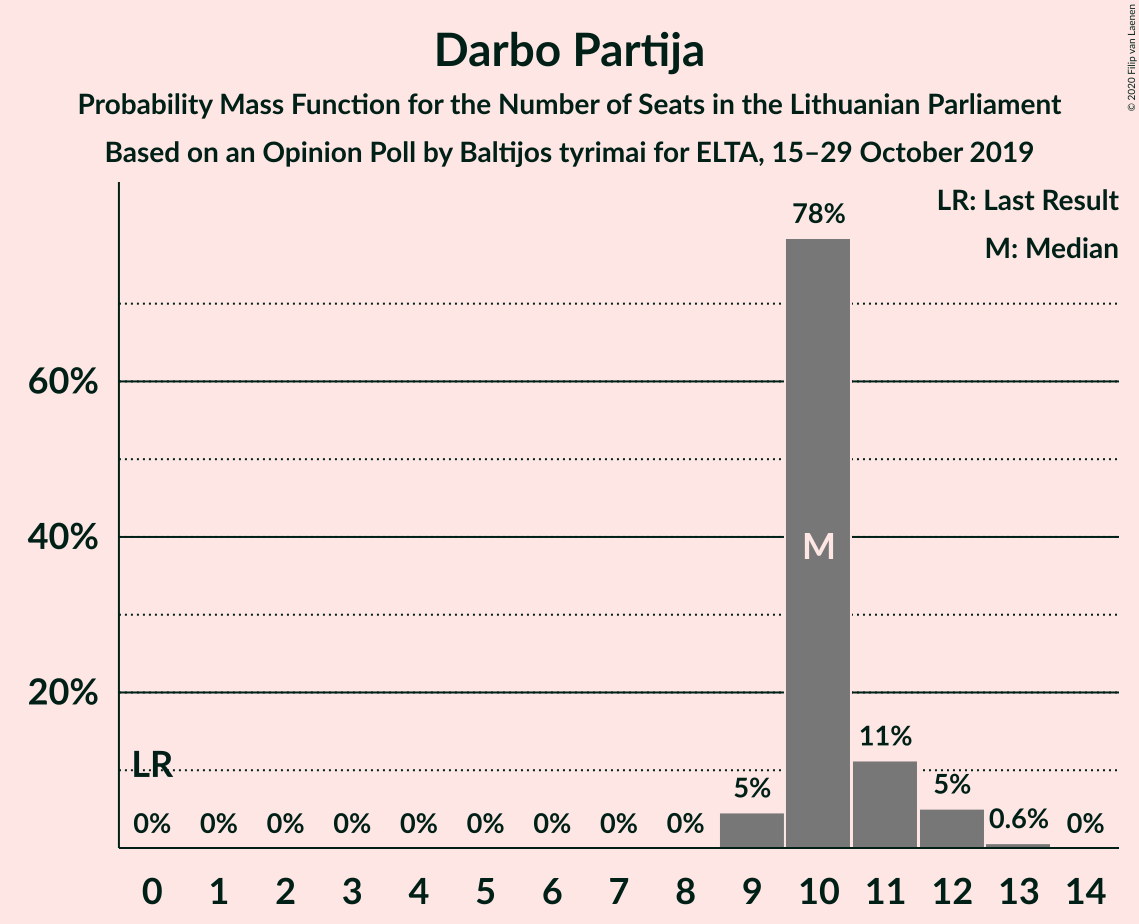 Darbo Partija
Probability Mass Function for the Number of Seats in the Lithuanian Parliament
Based on an Opinion Poll by Baltijos tyrimai for ELTA, 15–29 October 2019
© 2020 Filip van Laenen
LR: Last Result
M: Median
78%
60%
40%
M
20%
LR
11%
5%
5%
0%
0%
0%
0%
0%
0%
0%
0%
0%
0.6%
0%
0 1 2 3 4 5 6 7 8 9 10 11 12 13 14